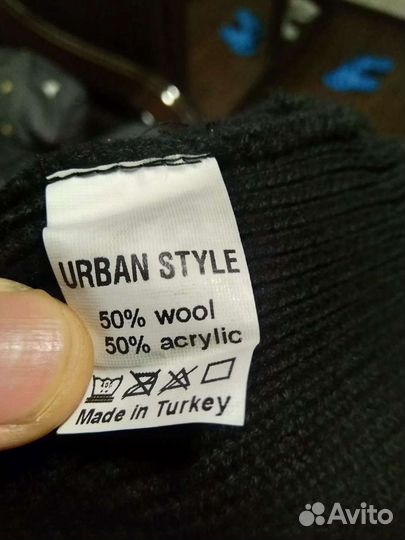 URBAN STYLE
50% wool
50% acrylic
Made in Turkey
Avito